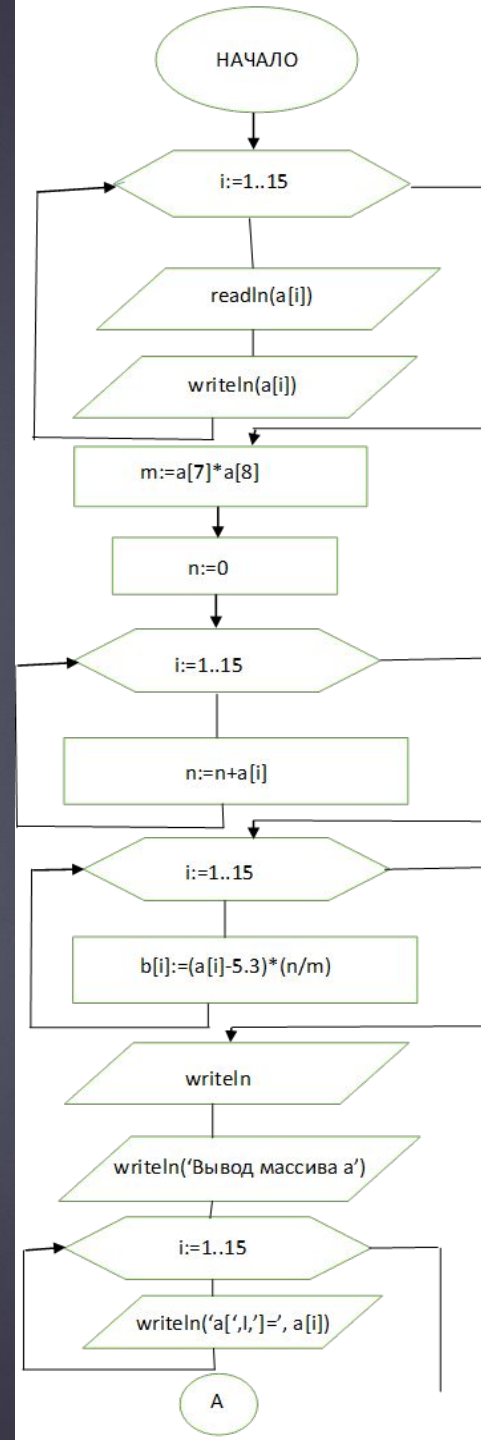 НАЧАЛО
i:=1..15
readln(a[i])
writeln(a[i])
m:=a[7]*a[8]
n:=0
i:=1..15
n:=n+a[i]
i:=1..15
b[i]:=(a[i]-5.3)*(n/m)
writeln
writeln(‘Вывод массива а’)
i:=1..15
writeln(‘a[‘,I,’]=’, a[i])
А